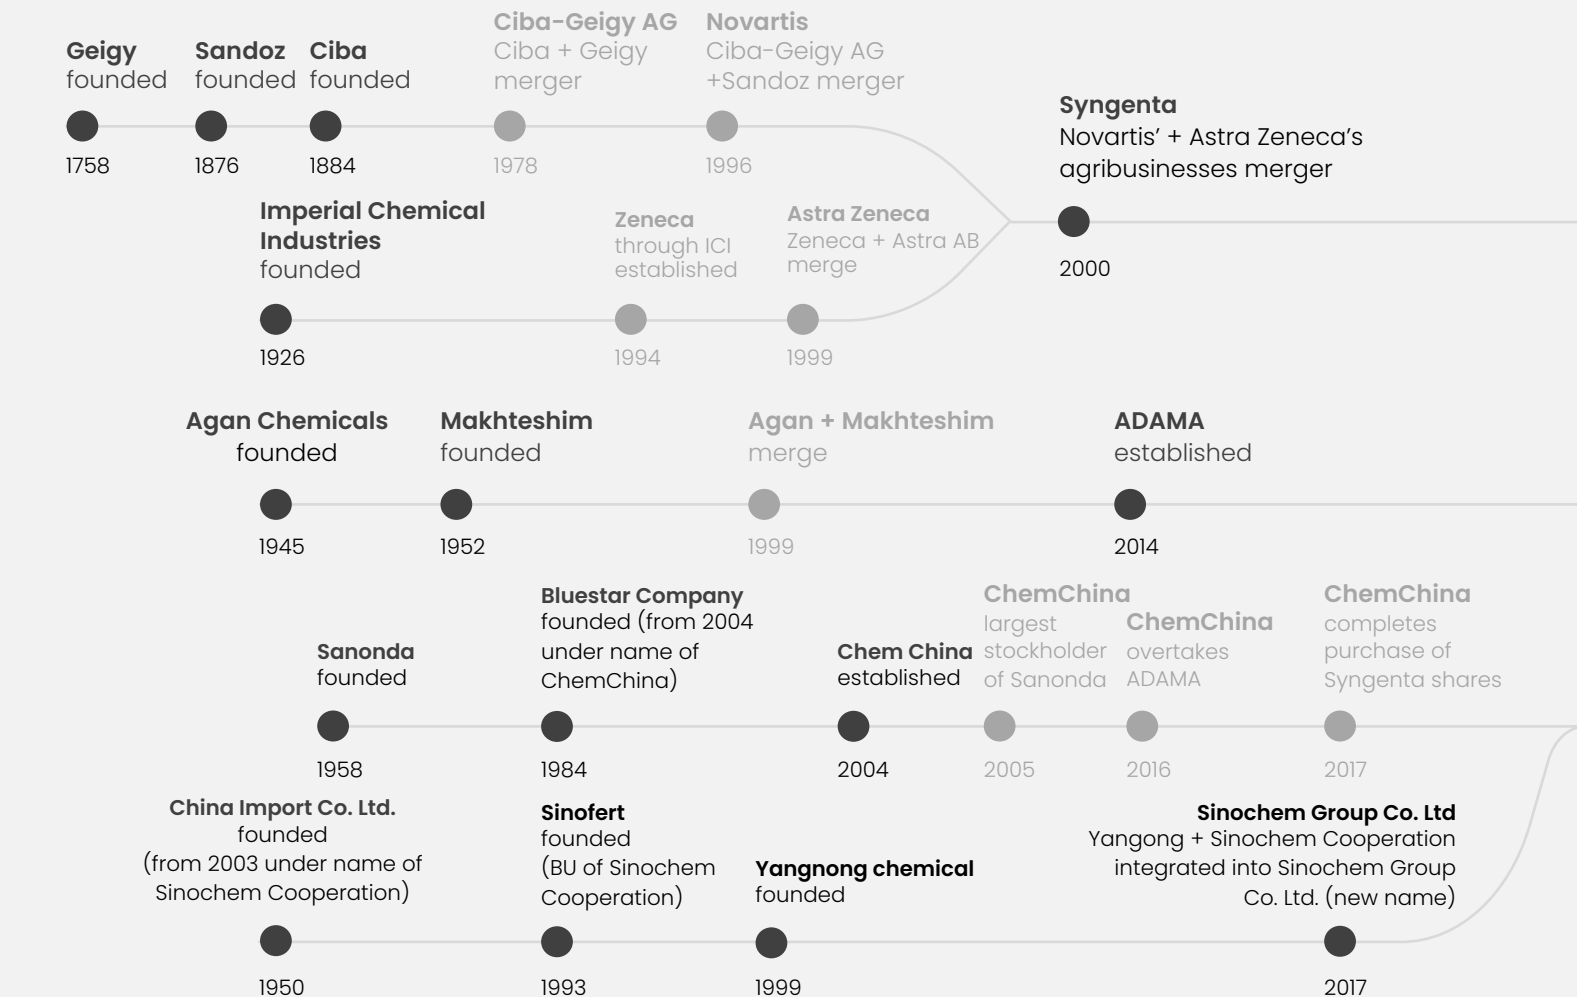 Geigy
founded
1758
Sandoz
founded
1876
Ciba
founded
1884
Ciba-Geigy AG
Ciba + Geigy
merger
1978
Novartis
Ciba-Geigy AG
+Sandoz merger
1996
Syngenta
Novartis’ + Astra Zeneca’s
agribusinesses merger
2000
Imperial Chemical
Industries
founded
1926
Zeneca
through ICI
established
1994
Astra Zeneca
Zeneca + Astra AB
merge
1999
Agan Chemicals
founded
1945
Makhteshim
founded
1952
Agan + Makhteshim
merge
1999
ADAMA
established
2014
Sanonda
founded
1958
Bluestar Company
founded (from 2004
under name of
ChemChina)
1984
Chem China
established
2004
ChemChina
largest
stockholder
of Sanonda
2005
ChemChina
overtakes
ADAMA
2016
ChemChina
completes
purchase of
Syngenta shares
2017
China Import Co. Ltd.
founded
(from 2003 under name of
Sinochem Cooperation)
1950
Sinofert
founded
(BU of Sinochem
Cooperation)
1993
Yangnong chemical
founded
1999
Sinochem Group Co. Ltd
Yangong + Sinochem Cooperation
integrated into Sinochem Group
Co. Ltd. (new name)
2017